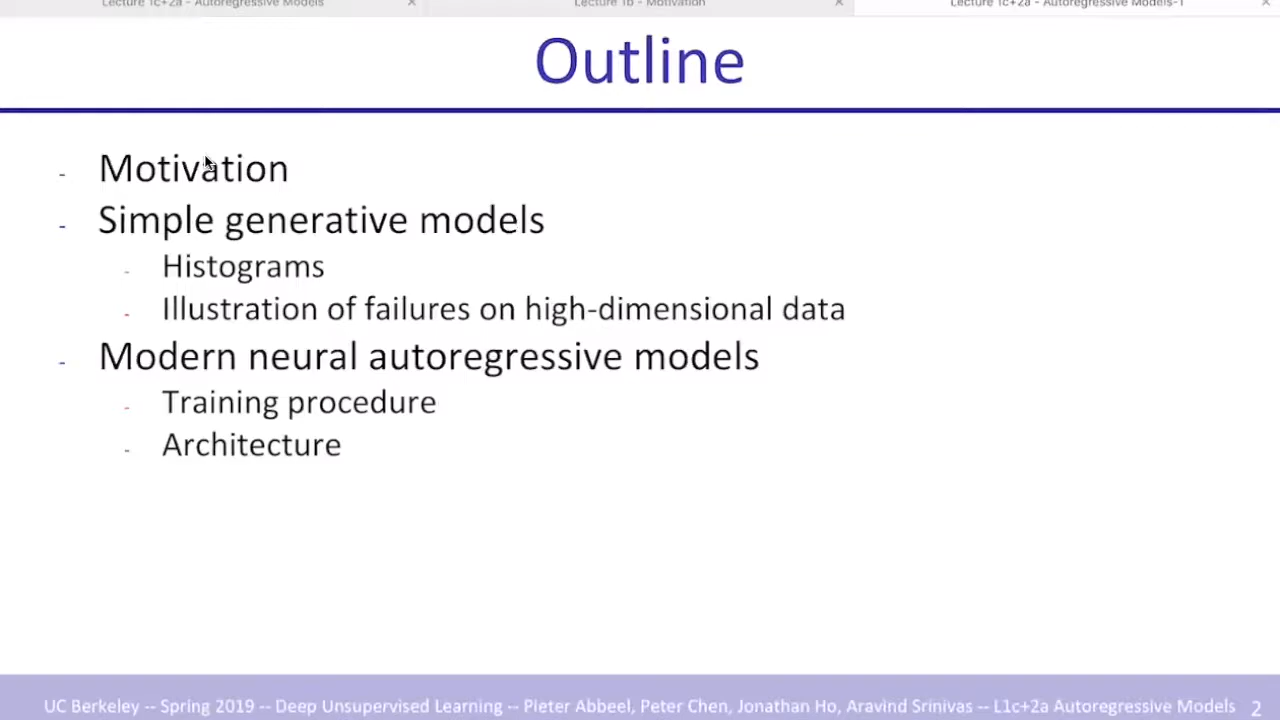 Lecture 1c+2a - Autoregressive Models × Lecture 1b - Motivation × Lecture 1c+2a - Autoregressive Models-1 ×
Outline
- Motivation
- Simple generative models
- Histograms
- Illustration of failures on high-dimensional data
- Modern neural autoregressive models
- Training procedure
- Architecture
UC Berkeley -- Spring 2019 -- Deep Unsupervised Learning -- Pieter Abbeel, Peter Chen, Jonathan Ho, Aravind Srinivas -- L1c+2a Autoregressive Models 2